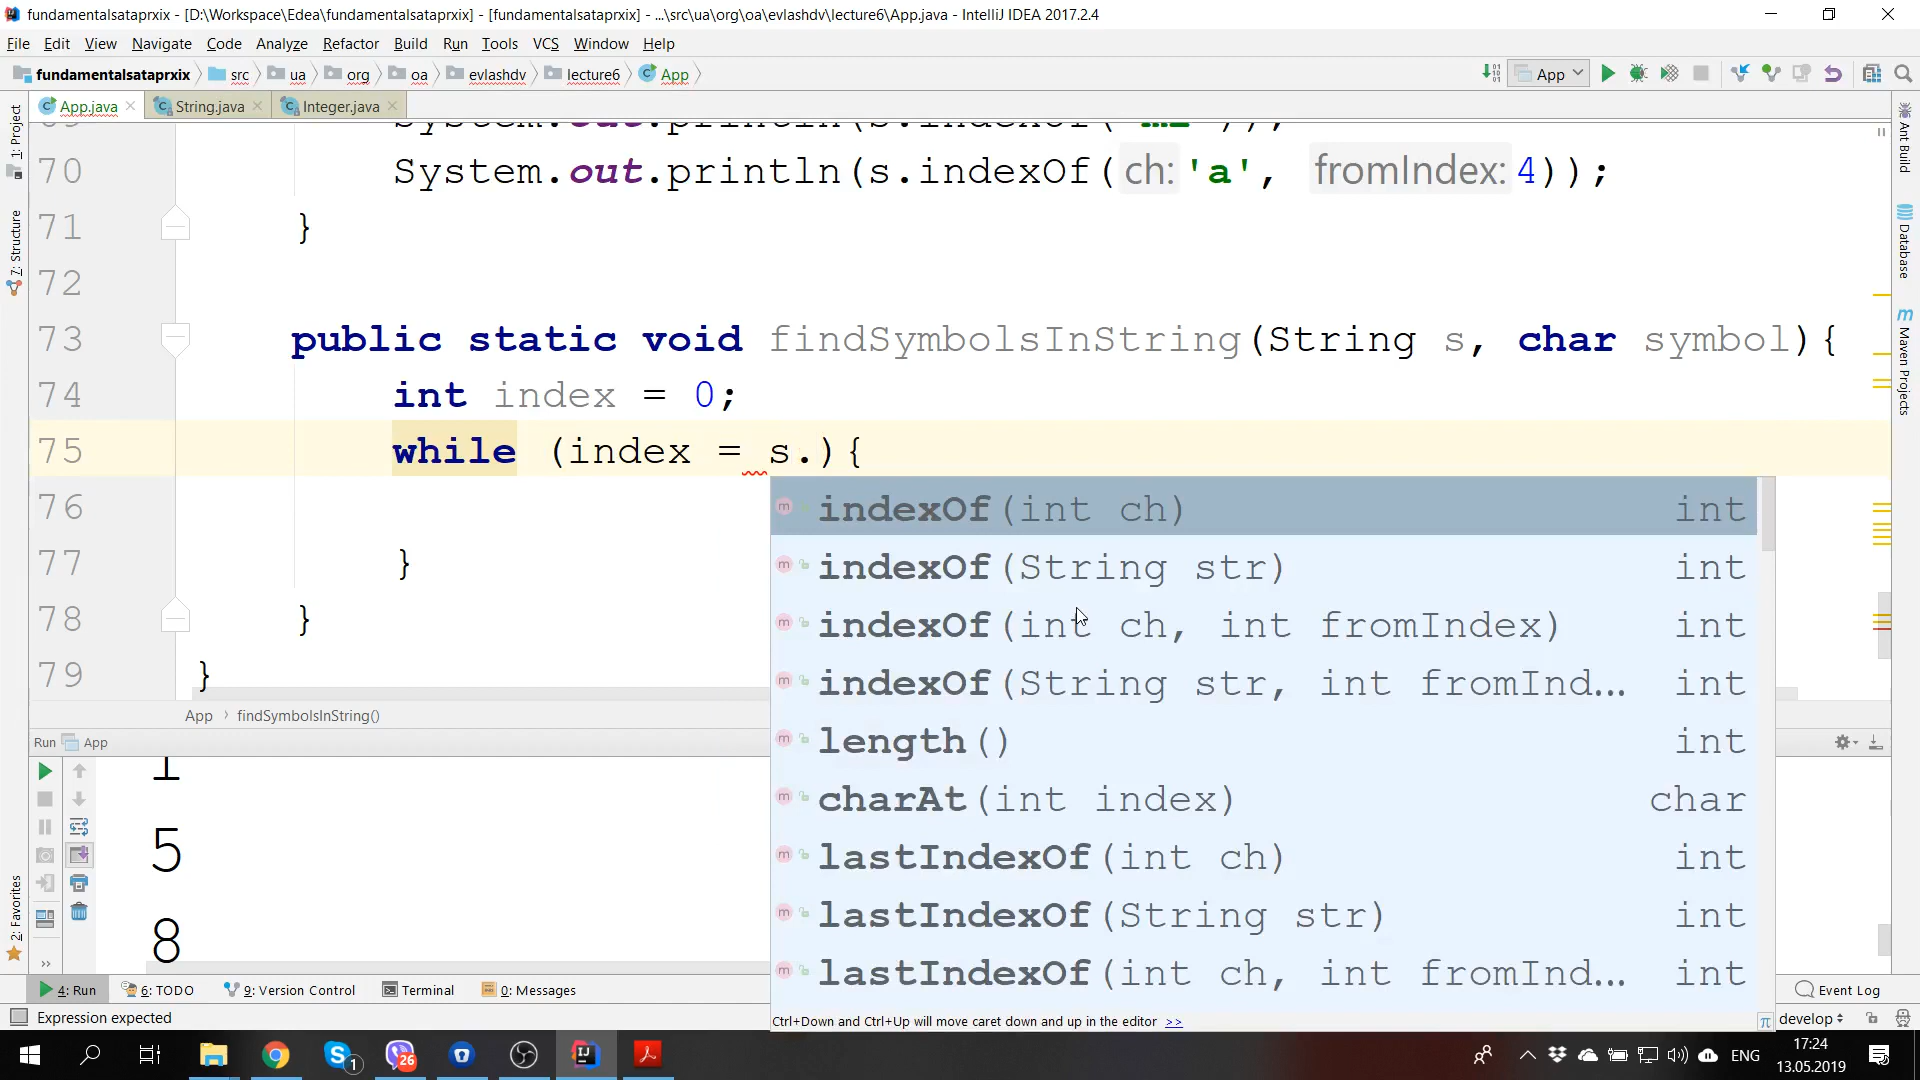 fundamentalsataprxix - [D:\Workspace\Edea\fundamentalsataprxix] - [fundamentalsataprxix] - ...\src\ua\org\oa\evlashdv\lecture6\App.java - IntelliJ IDEA 2017.2.4
File Edit View Navigate Code Analyze Refactor Build Run Tools VCS Window Help
fundamentalsataprxix src ua org oa evlashdv lecture6 App App
App.java String.java Integer.java
1: Project
7: Structure
2: Favorites
Ant Build
Database
Maven Projects
70 System.out.println(s.indexOf( ch: 'a', fromIndex: 4));
71 }
72
73 public static void findSymbolsInString(String s, char symbol){
74 int index = 0;
75 while (index = s.){
76
77 }
78 }
79 }
indexOf(int ch) int
indexOf(String str) int
indexOf(int ch, int fromIndex) int
indexOf(String str, int fromInd... int
length() int
charAt(int index) char
lastIndexOf(int ch) int
lastIndexOf(String str) int
lastIndexOf(int ch, int fromInd... int
Ctrl+Down and Ctrl+Up will move caret down and up in the editor >>
App › findSymbolsInString()
Run App
1
5
8
4: Run 6: TODO 9: Version Control Terminal 0: Messages Event Log
Expression expected
develop
1 26
ENG
17:24
13.05.2019